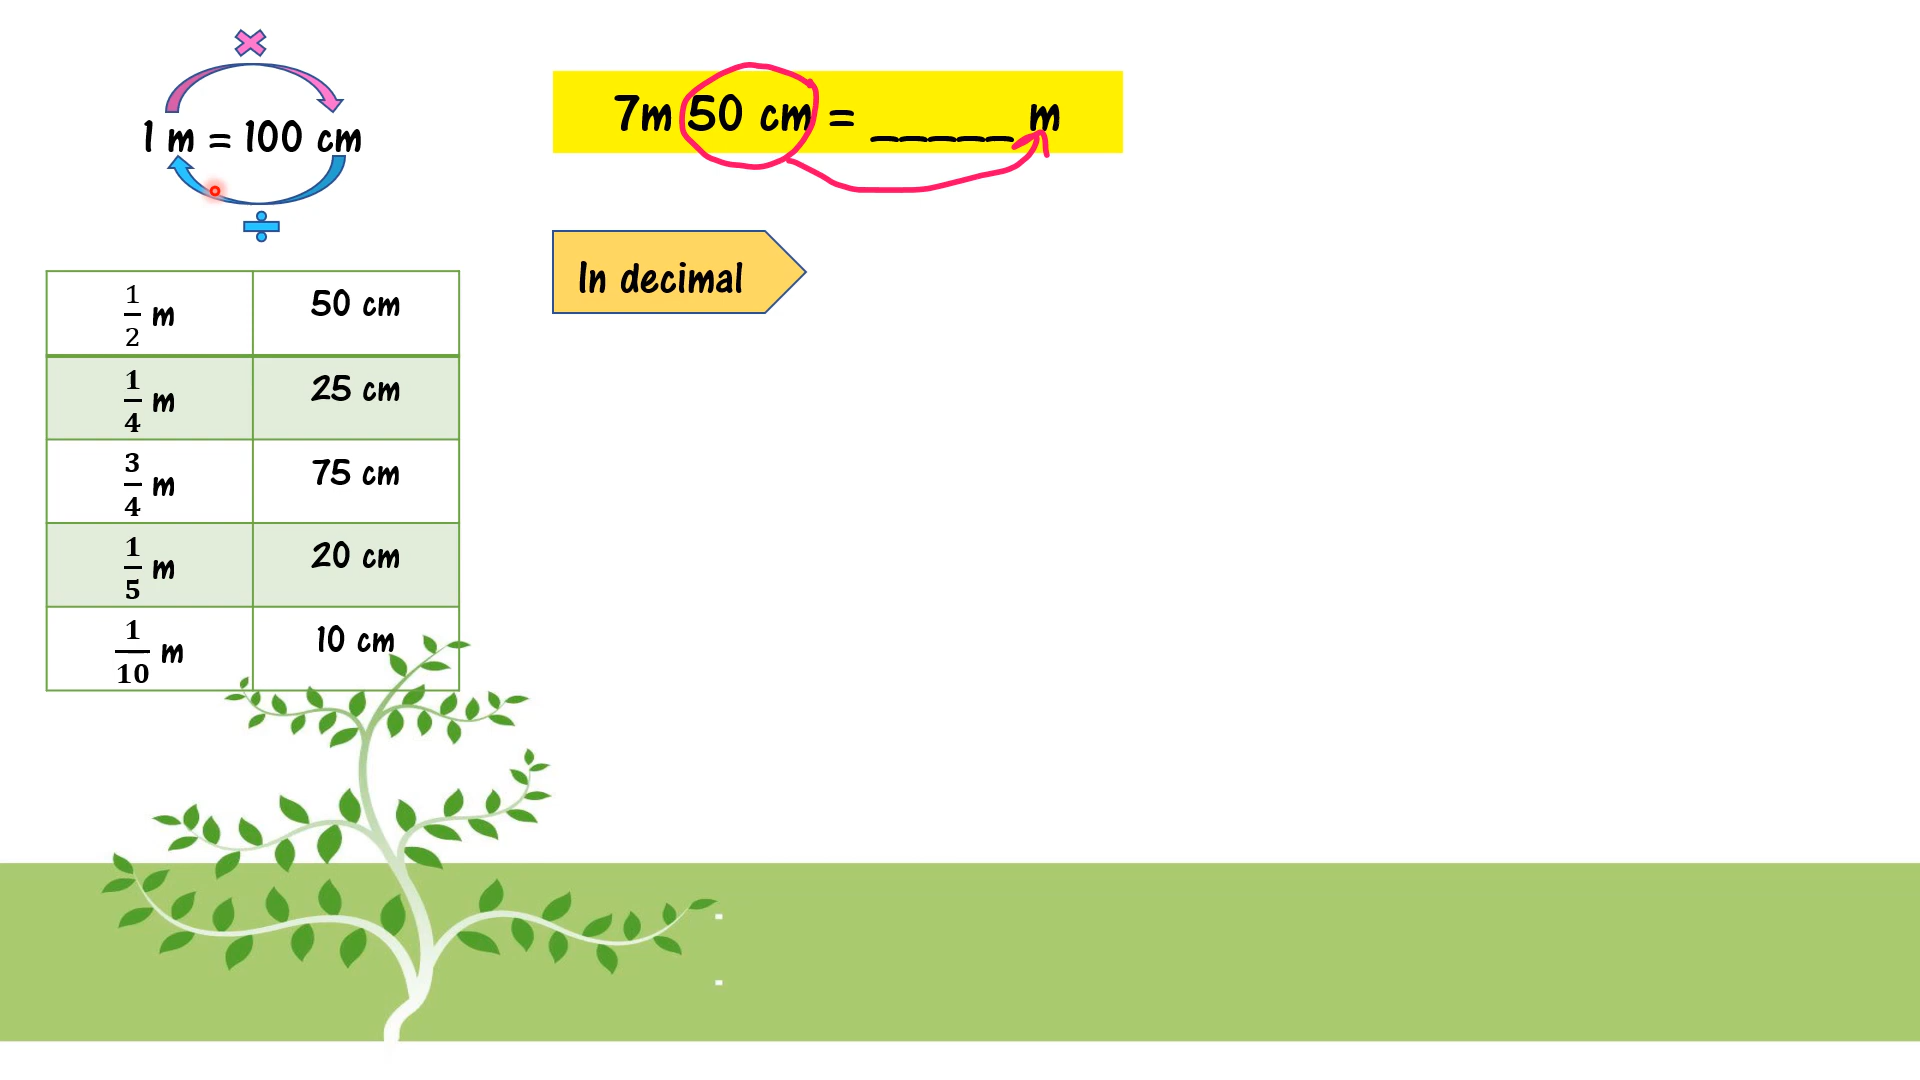 1 m = 100 cm
7m 50 cm = _____ m
In decimal
1/2 m 50 cm
1/4 m 25 cm
3/4 m 75 cm
1/5 m 20 cm
1/10 m 10 cm